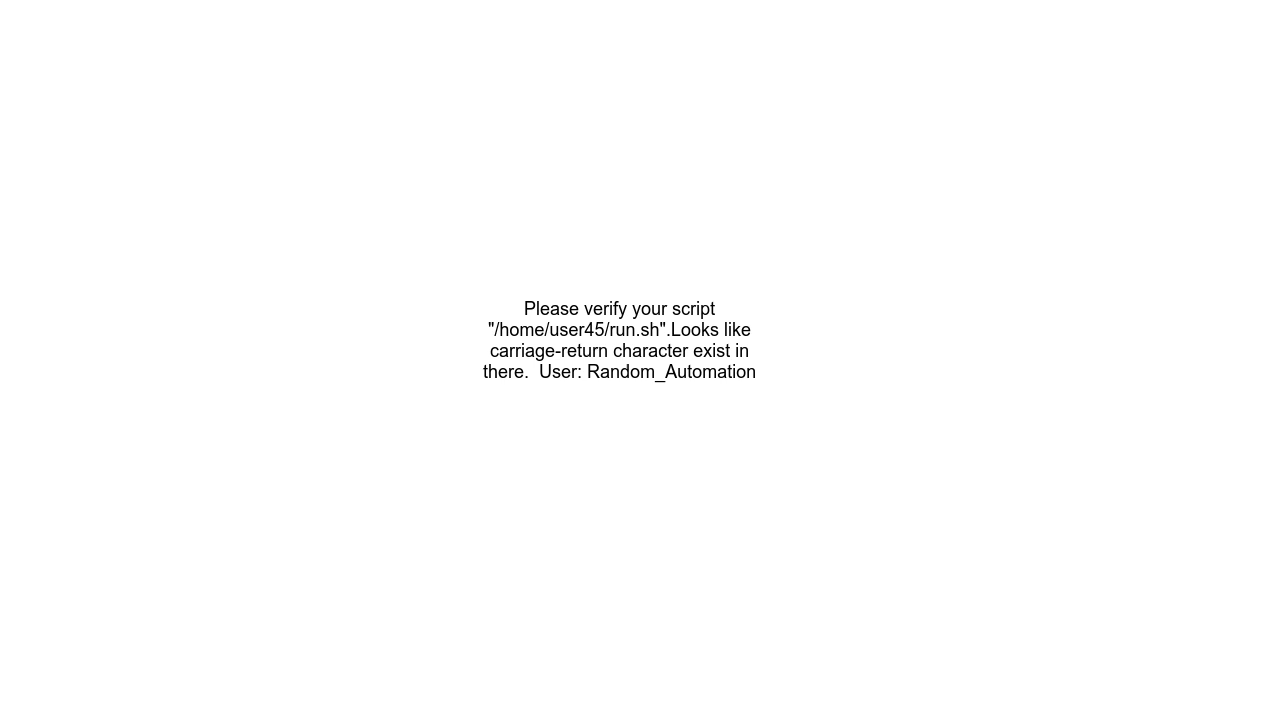 Please verify your script
"/home/user45/run.sh".Looks like
carriage-return character exist in
there.  User: Random_Automation